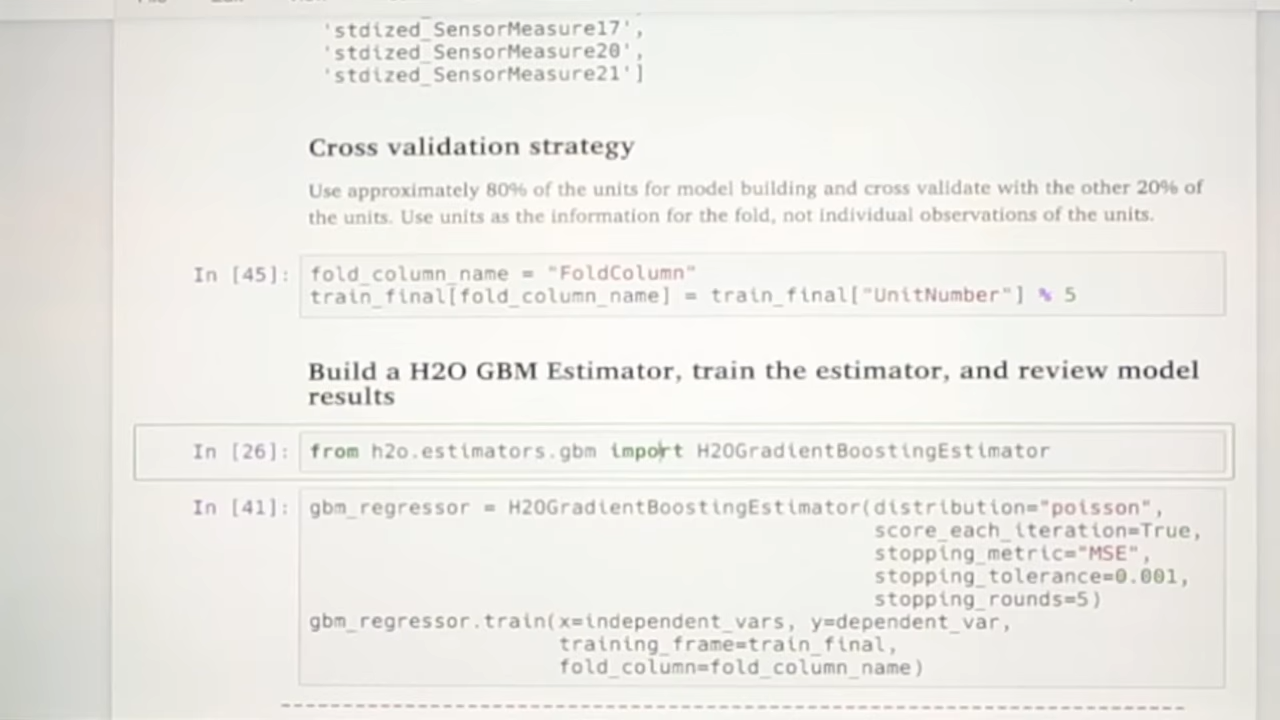 'stdized_SensorMeasure17',
'stdized_SensorMeasure20',
'stdized_SensorMeasure21']
Cross validation strategy
Use approximately 80% of the units for model building and cross validate with the other 20% of
the units. Use units as the information for the fold, not individual observations of the units.
In [45]: fold_column_name = "FoldColumn"
train_final[fold_column_name] = train_final["UnitNumber"] % 5
Build a H2O GBM Estimator, train the estimator, and review model
results
In [26]: from h2o.estimators.gbm import H2OGradientBoostingEstimator
In [41]: gbm_regressor = H2OGradientBoostingEstimator(distribution="poisson",
score_each_iteration=True,
stopping_metric="MSE",
stopping_tolerance=0.001,
stopping_rounds=5)
gbm_regressor.train(x=independent_vars, y=dependent_var,
training_frame=train_final,
fold_column=fold_column_name)